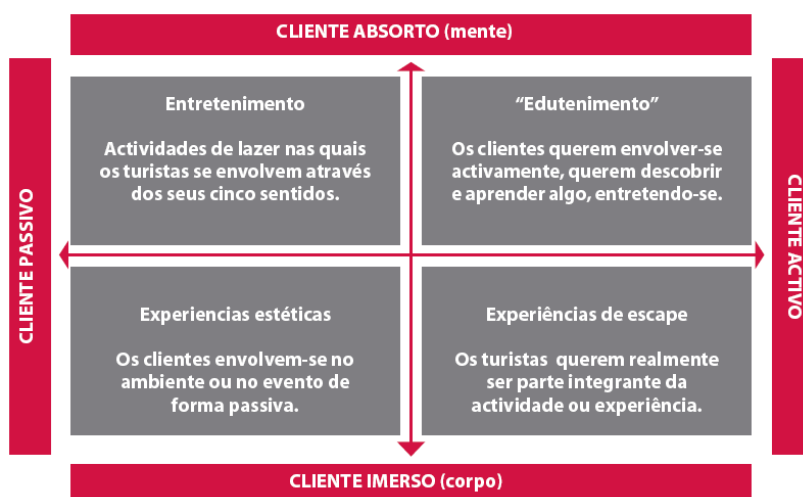 CLIENTE ABSORTO (mente)
CLIENTE PASSIVO
Entretenimento
Actividades de lazer nas quais
os turistas se envolvem através
dos seus cinco sentidos.
“Edutenimento”
Os clientes querem envolver-se
activamente, querem descobrir
e aprender algo, entretendo-se.
CLIENTE ACTIVO
Experiencias estéticas
Os clientes envolvem-se no
ambiente ou no evento de
forma passiva.
Experiências de escape
Os turistas querem realmente
ser parte integrante da
actividade ou experiência.
CLIENTE IMERSO (corpo)